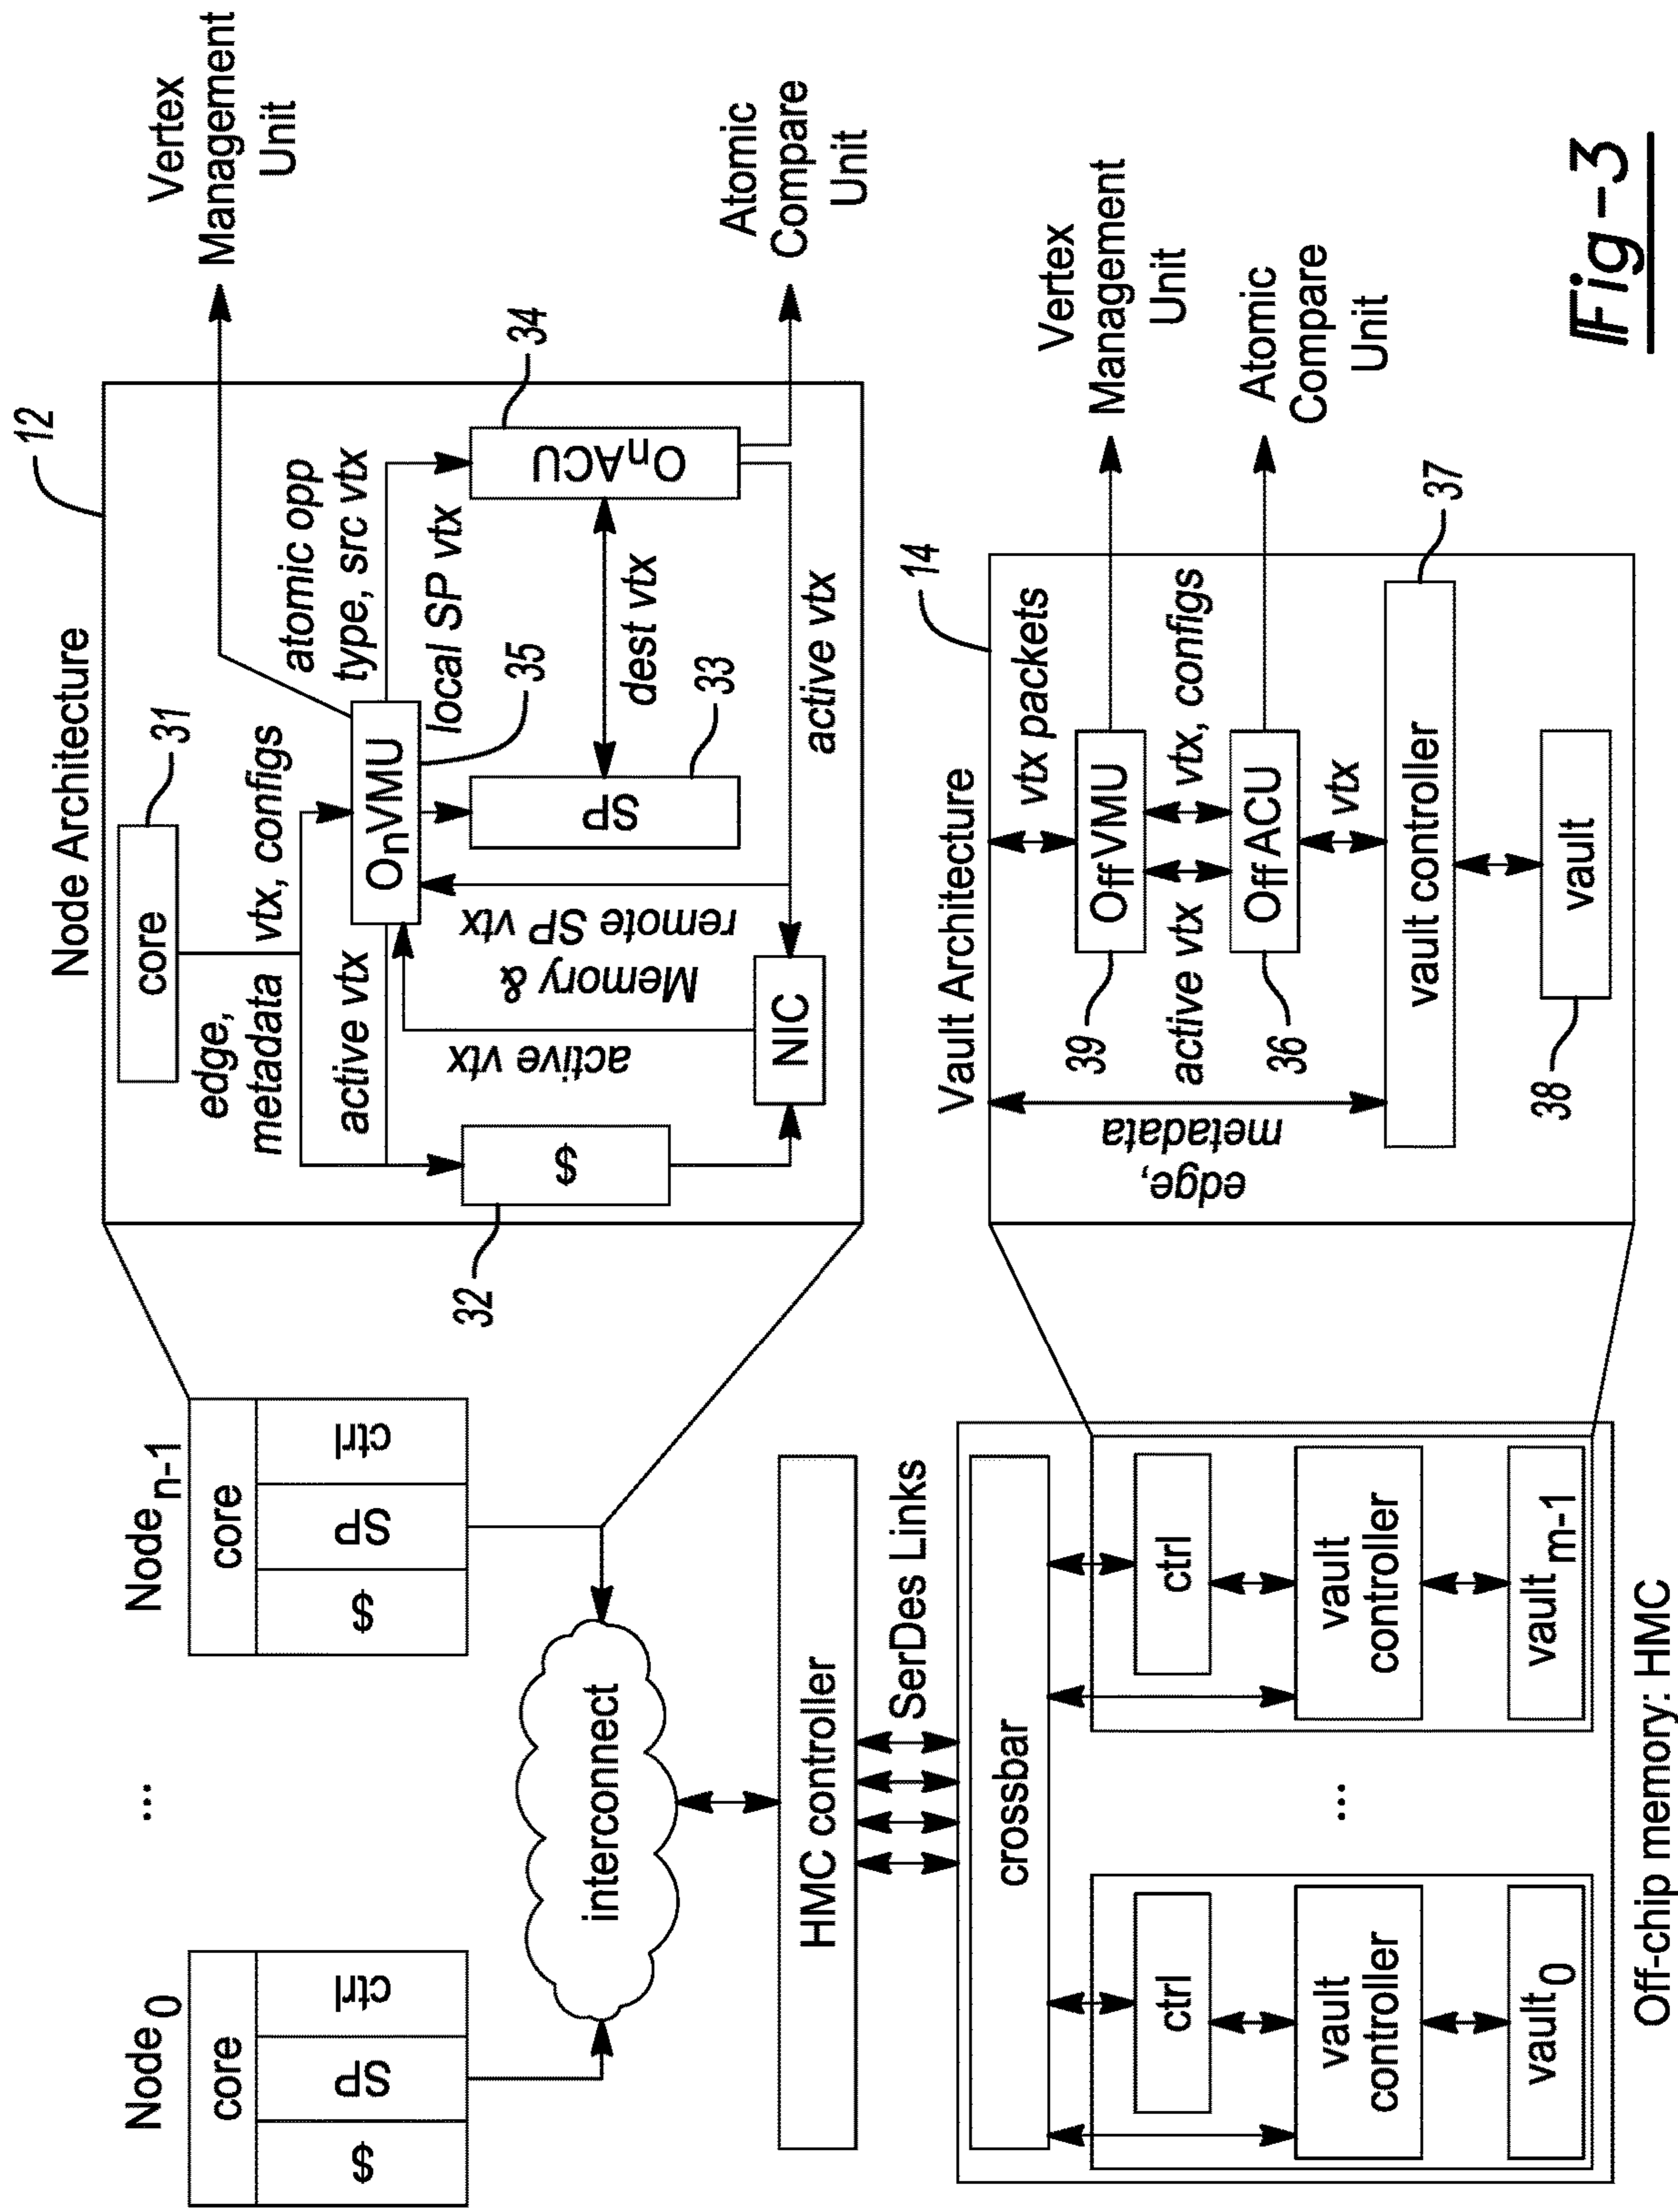 Node0
...
Noden-1
core
$
SP
ctrl
core
$
SP
ctrl
interconnect
HMC controller
SerDes Links
crossbar
ctrl
vault
controller
vault0
...
ctrl
vault
controller
vaultm-1
Off-chip memory: HMC
Node Architecture
12
core
31
edge,
metadata
vtx, configs
active vtx
OnVMU
35
atomic opp
type, src vtx
local SP vtx
$
32
SP
33
dest vtx
OnACU
34
active vtx
Memory &
remote SP vtx
NIC
active vtx
Vertex
Management
Unit
Atomic
Compare
Unit
Vault Architecture
14
edge,
metadata
vtx packets
Off VMU
39
active vtx
vtx, configs
Off ACU
36
vtx
vault controller
37
vault
38
Vertex
Management
Unit
Atomic
Compare
Unit
Fig-3